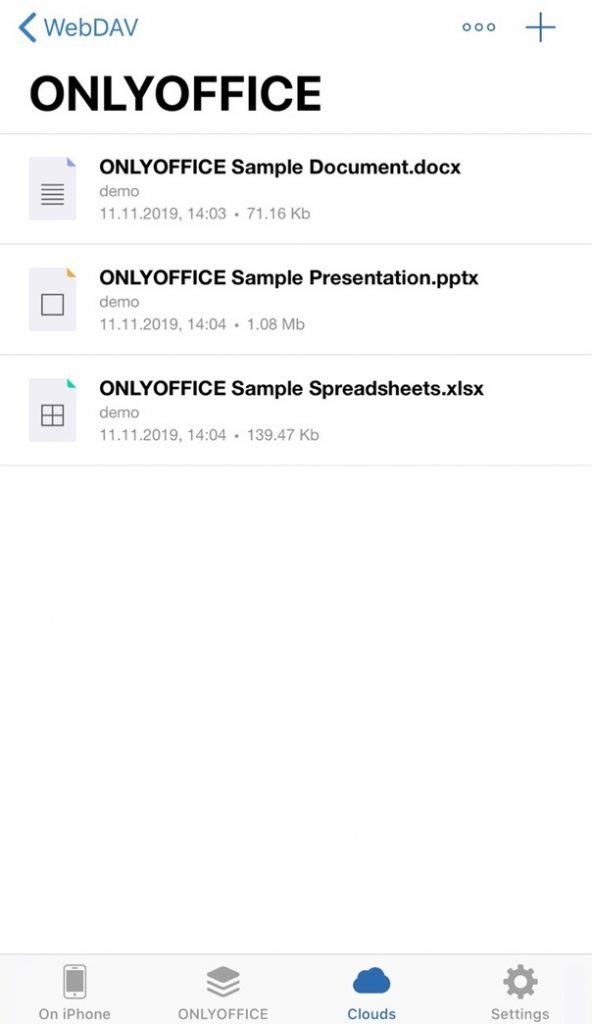 WebDAV
ONLYOFFICE
ONLYOFFICE Sample Document.docx
demo
11.11.2019, 14:03 • 71.16 Kb
ONLYOFFICE Sample Presentation.pptx
demo
11.11.2019, 14:04 • 1.08 Mb
ONLYOFFICE Sample Spreadsheets.xlsx
demo
11.11.2019, 14:04 • 139.47 Kb
On iPhone ONLYOFFICE Clouds Settings